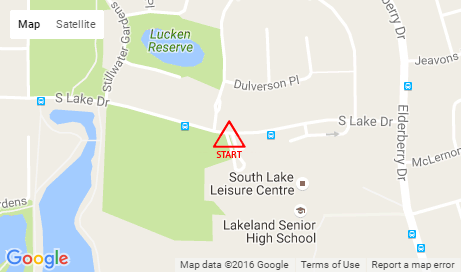 Map
Satellite
Stillwater Gardens
Lucken
Reserve
Dulverson Pl
Elderberry Dr
Jeavons
S Lake Dr
S Lake Dr
START
McLernon
South Lake
Leisure Centre
Lakeland Senior
High School
rdens
Google
Map data ©2016 Google
Terms of Use
Report a map error